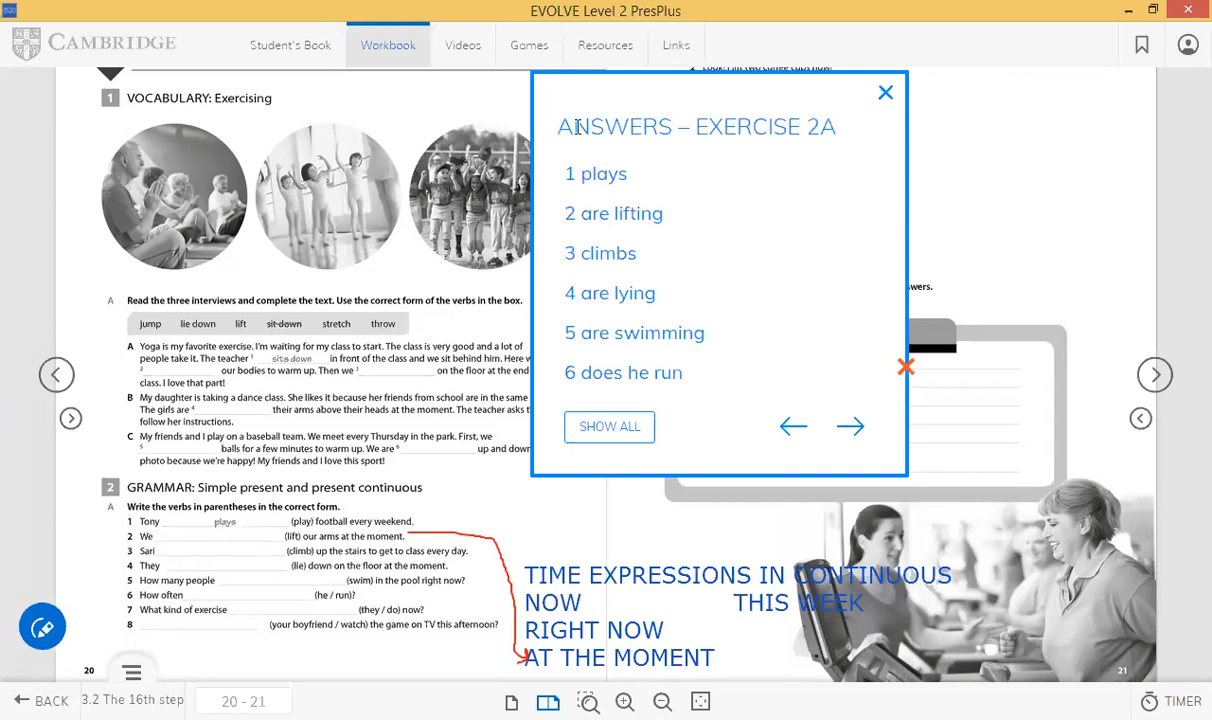 EVOLVE Level 2 PresPlus
CAMBRIDGE
Student's Book Workbook Videos Games Resources Links
1 VOCABULARY: Exercising
A Read the three interviews and complete the text. Use the correct form of the verbs in the box.
jump lie down lift sit down stretch throw
A Yoga is my favorite exercise. I'm waiting for my class to start. The class is very good and a lot of
people take it. The teacher 1 sits down in front of the class and we sit behind him. Here w
2 our bodies to warm up. Then we 3 on the floor at the end
class. I love that part!
B My daughter is taking a dance class. She likes it because her friends from school are in the same
The girls are 4 their arms above their heads at the moment. The teacher asks t
follow her instructions.
C My friends and I play on a baseball team. We meet every Thursday in the park. First, we
5 balls for a few minutes to warm up. We are 6 up and down
photo because we're happy! My friends and I love this sport!
2 GRAMMAR: Simple present and present continuous
A Write the verbs in parentheses in the correct form.
1 Tony plays (play) football every weekend.
2 We (lift) our arms at the moment.
3 Sari (climb) up the stairs to get to class every day.
4 They (lie) down on the floor at the moment.
5 How many people (swim) in the pool right now?
6 How often (he / run)?
7 What kind of exercise (they / do) now?
8 (your boyfriend / watch) the game on TV this afternoon?
20
ANSWERS – EXERCISE 2A
1 plays
2 are lifting
3 climbs
4 are lying
5 are swimming
6 does he run
SHOW ALL
wers.
TIME EXPRESSIONS IN CONTINUOUS
NOW THIS WEEK
RIGHT NOW
AT THE MOMENT
21
BACK 3.2 The 16th step 20 - 21 TIMER